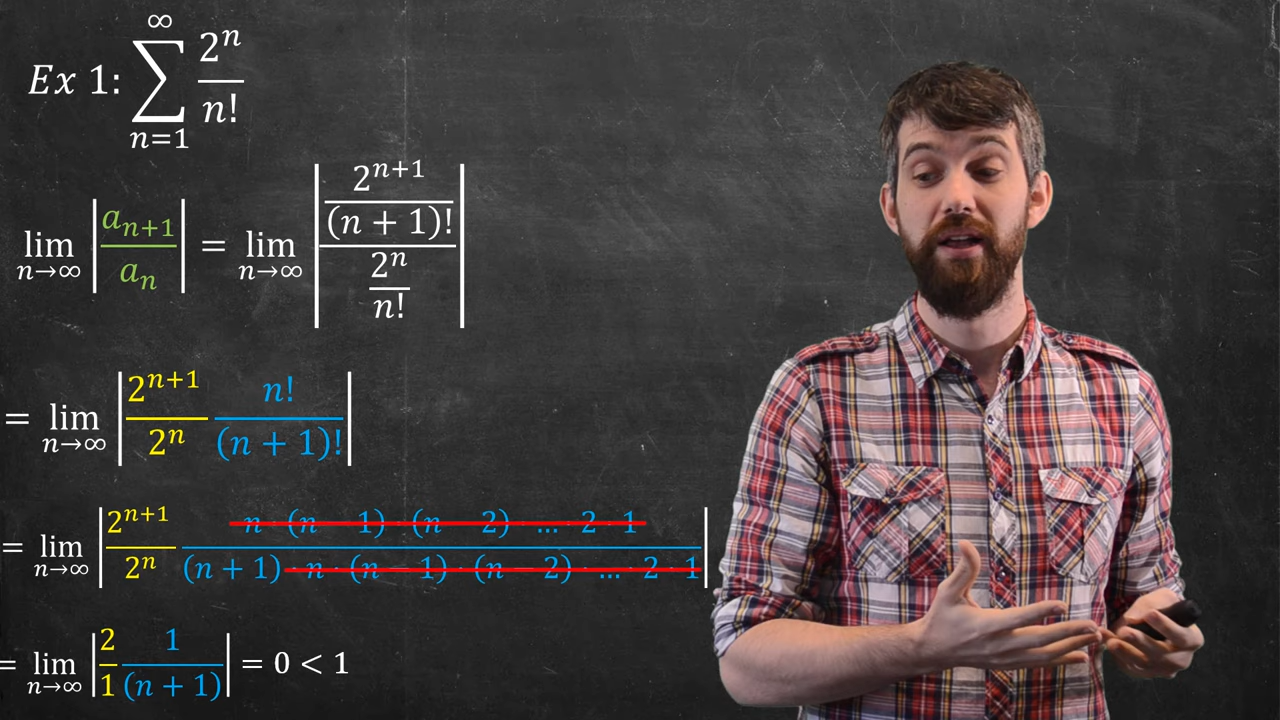 Ex 1: ∑_{n=1}^{∞} 2^n / n!
lim_{n→∞} |a_{n+1} / a_n| = lim_{n→∞} |(2^{n+1} / (n + 1)!) / (2^n / n!)|
= lim_{n→∞} |2^{n+1} / 2^n · n! / (n + 1)!|
= lim_{n→∞} |2^{n+1} / 2^n · n · (n − 1) · (n − 2) · … · 2 · 1 / (n + 1) · n · (n − 1) · (n − 2) · … · 2 · 1|
= lim_{n→∞} |2/1 · 1/(n + 1)| = 0 < 1